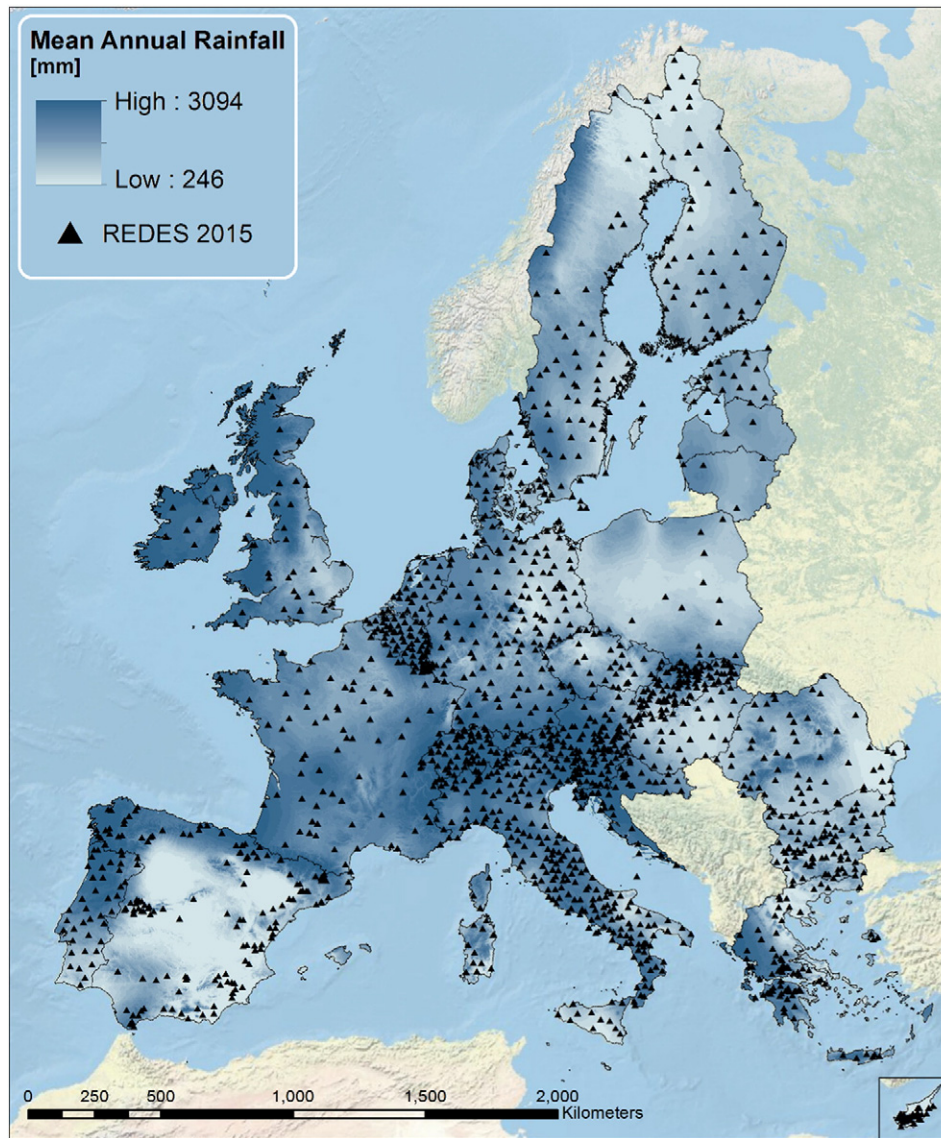 Mean Annual Rainfall
[mm]
High : 3094
Low : 246
REDES 2015
0 250 500 1,000 1,500 2,000
Kilometers